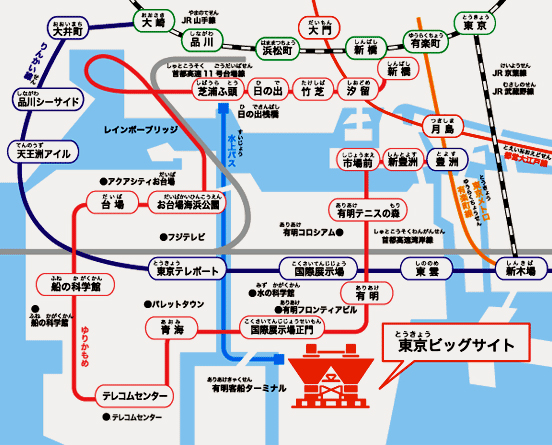 おおいまち
大井町
おおさき
大崎
やまのてせん
JR 山手線
しながわ
品川
はままつちょう
浜松町
だいもん
大門
しんばし
新橋
ゆうらくちょう
有楽町
とうきょう
東京
けいようせん
JR 京葉線
むさしのせん
JR 武蔵野線
りんかい線
しながわ
品川シーサイド
てんのうず
天王洲アイル
しゅとこうそく ごうだいばせん
首都高速11号台場線
しばうら ふとう
芝浦ふ頭
ひ で
日の出
たけしば
竹芝
しおどめ
汐留
しんばし
新橋
ひ でさんばし
日の出桟橋
すいじょう
水上バス
レインボーブリッジ
つきしま
月島
とえいおおえどせん
都営大江戸線
しじょうまえ
市場前
しんとよす
新豊洲
とよす
豊洲
とうきょう
東京メトロ
ゆうらくちょうせん
有楽町線
だいば
●アクアシティお台場
だいば
台場
だいばかいひんこうえん
お台場海浜公園
●フジテレビ
ありあけ もり
有明テニスの森
ありあけ
有明コロシアム●
しゅとこうそくわんがんせん
首都高速湾岸線
とうきょう
東京テレポート
こくさいてんじじょう
国際展示場
しののめ
東雲
しんきば
新木場
ふね かがくかん
船の科学館
ふね かがくかん
船の科学館
●パレットタウン
みず かがくかん
●水の科学館
ありあけ
●有明フロンティアビル
ありあけ
有明
あおみ
青海
こくさいてんじじょうせいもん
国際展示場正門
ゆりかもめ
とうきょう
東京ビッグサイト
ありあけきゃくせん
有明客船ターミナル
テレコムセンター
●テレコムセンター